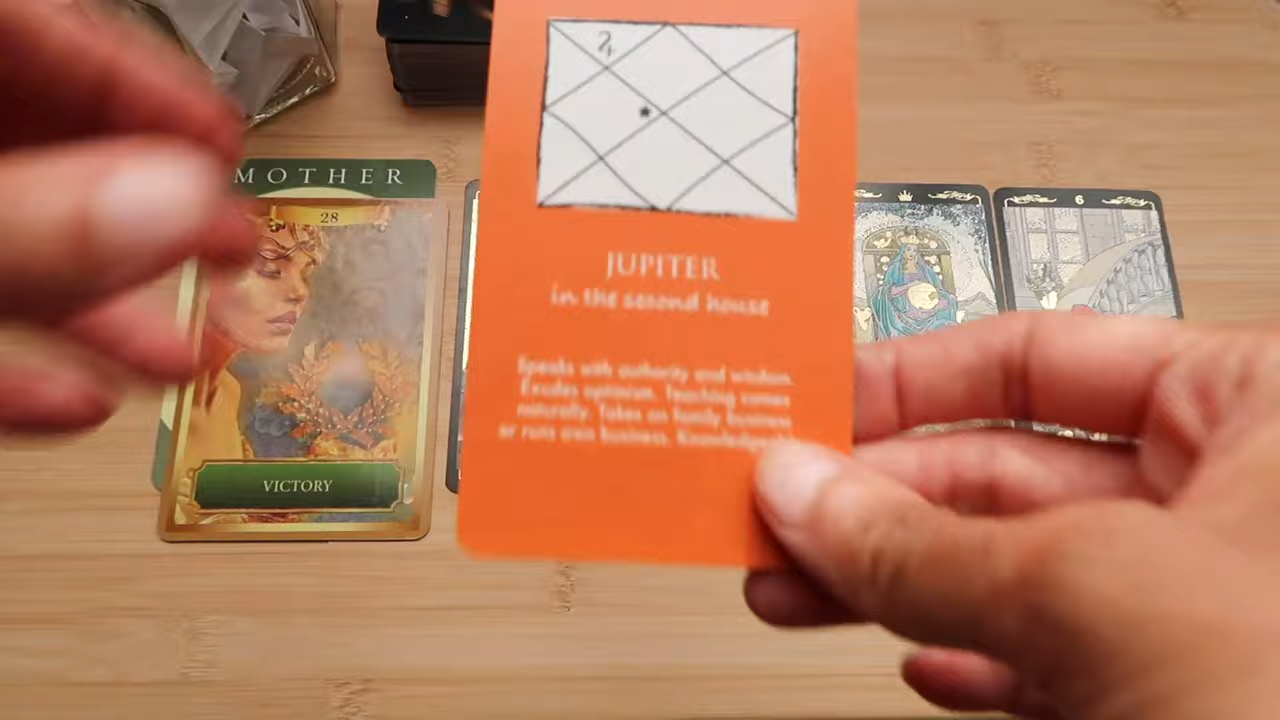 MOTHER
28
VICTORY
♃
JUPITER
in the second house
Speaks with authority and wisdom.
Exudes optimism. Teaching comes
naturally. Takes on family business
or runs own business. Knowledgeable
6